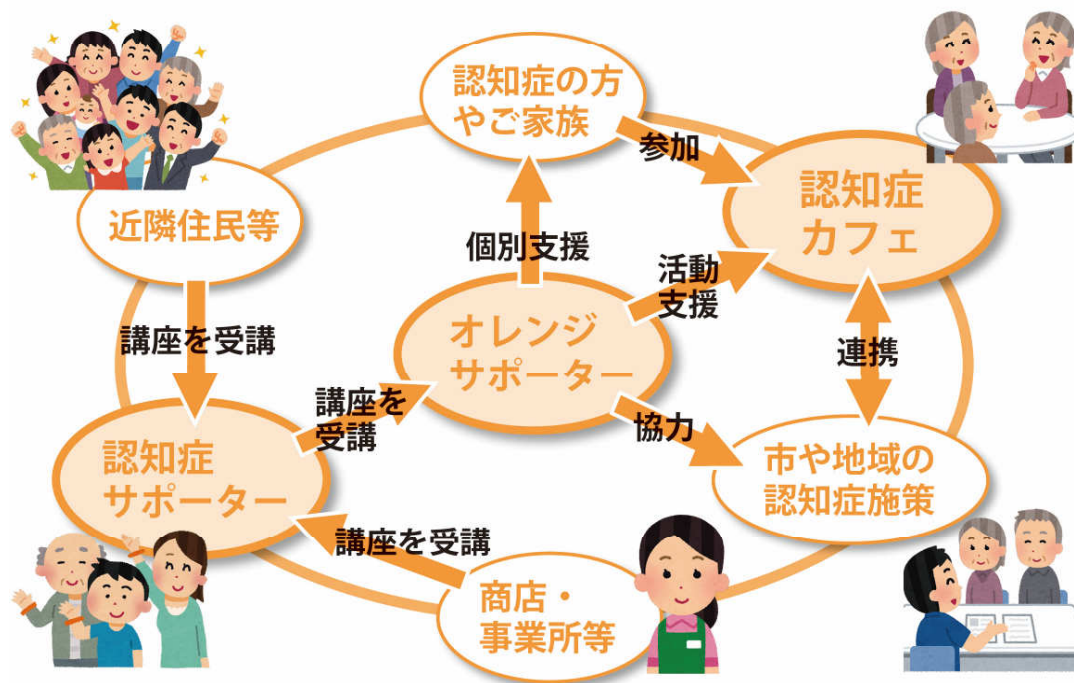 認知症の方
やご家族
参加
認知症
カフェ
近隣住民等
個別支援
活動
支援
講座を受講
オレンジ
サポーター
連携
講座を
受講
協力
認知症
サポーター
市や地域の
認知症施策
講座を受講
商店・
事業所等